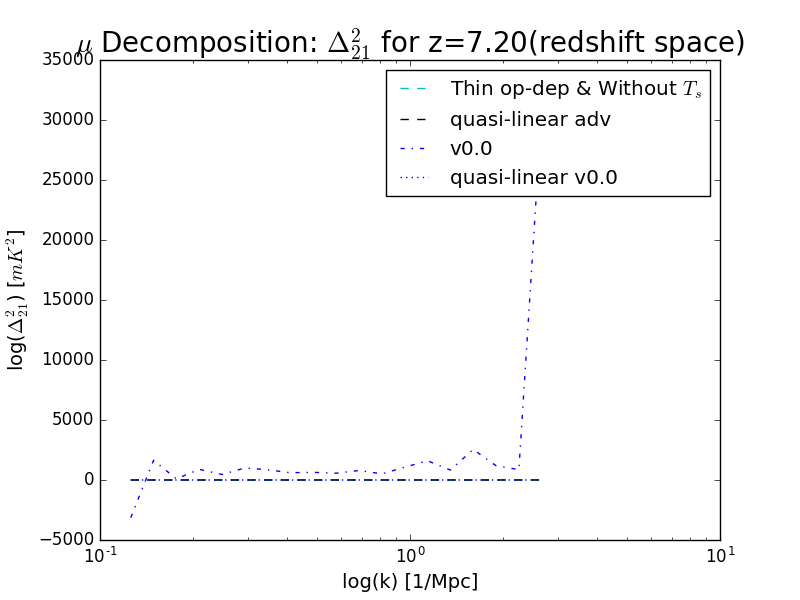 μ Decomposition: Δ²₂₁ for z=7.20(redshift space)
35000
30000
25000
20000
15000
10000
5000
0
−5000
log(Δ²₂₁) [mK²]
Thin op-dep & Without Tₛ
quasi-linear adv
v0.0
quasi-linear v0.0
10⁻¹ 10⁰ 10¹
log(k) [1/Mpc]